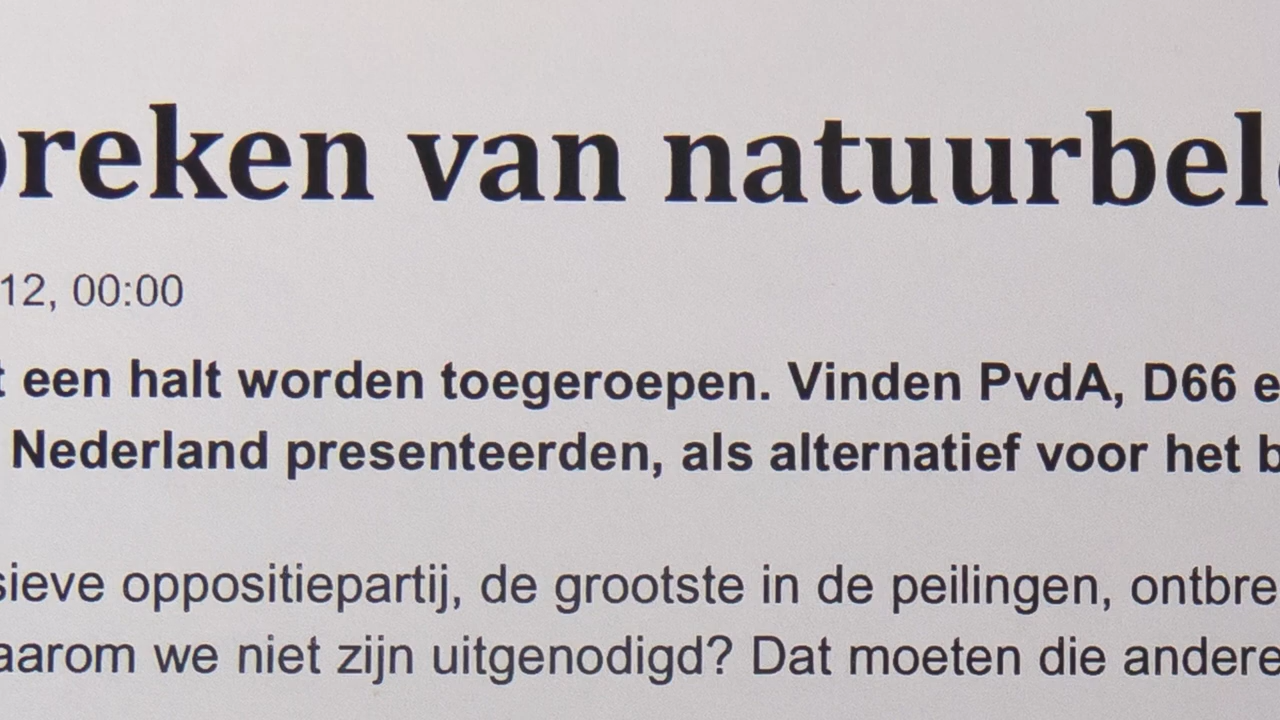 breken van natuurbel
12, 00:00
een halt worden toegeroepen. Vinden PvdA, D66 e
Nederland presenteerden, als alternatief voor het b
sieve oppositiepartij, de grootste in de peilingen, ontbre
aarom we niet zijn uitgenodigd? Dat moeten die andere